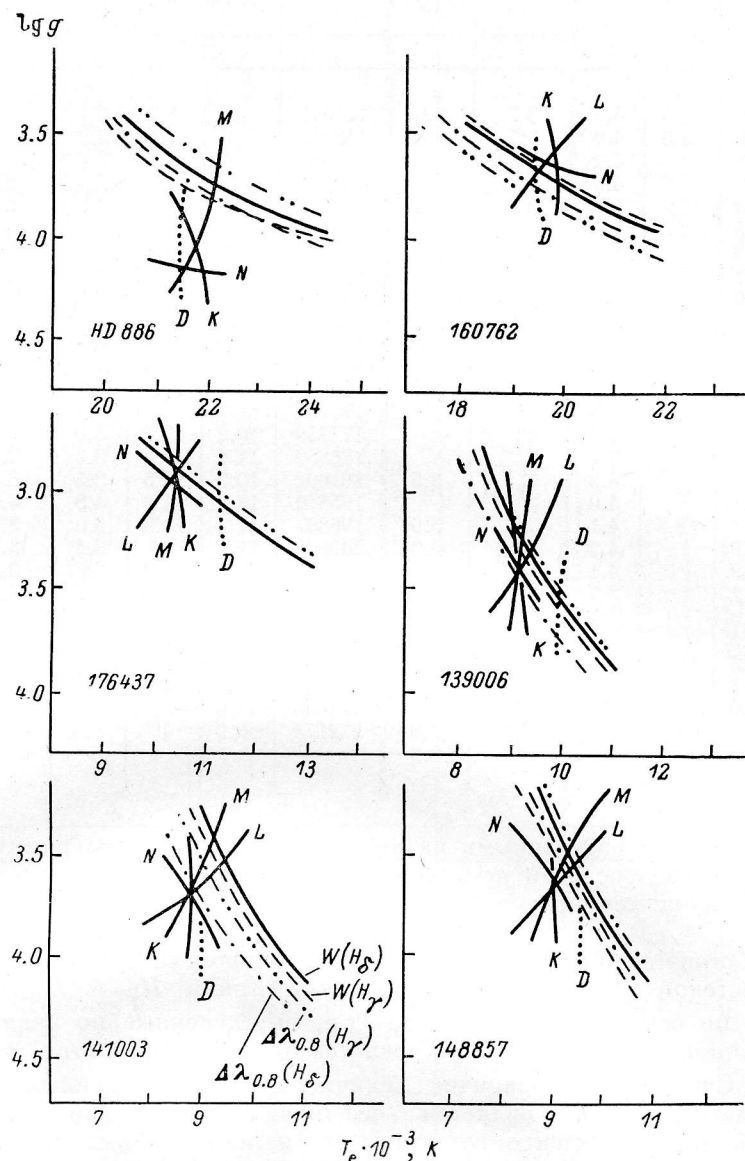 lg g
M
K
L
3.5
N
4.0
N
D
D
K
4.5
HD 886
160762
20 22 24
18 20 22
N
M
L
3.0
D
N
L M K D
3.5
K
4.0
176437
139006
9 11 13
8 10 12
M
M
N
L
N
L
3.5
K
4.0
D
K D
W(Hδ)
W(Hγ)
Δλ0.8(Hγ)
4.5
141003
Δλ0.8(Hδ)
148857
7 9 11
7 9 11
Te·10⁻³, K